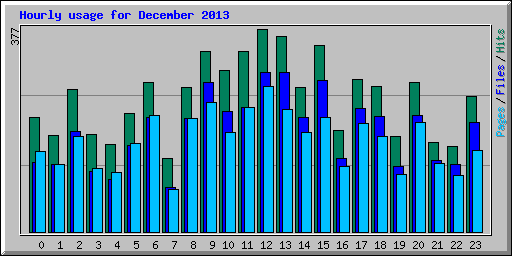 Hourly usage for December 2013
377
Pages / Files / Hits
0 1 2 3 4 5 6 7 8 9 10 11 12 13 14 15 16 17 18 19 20 21 22 23